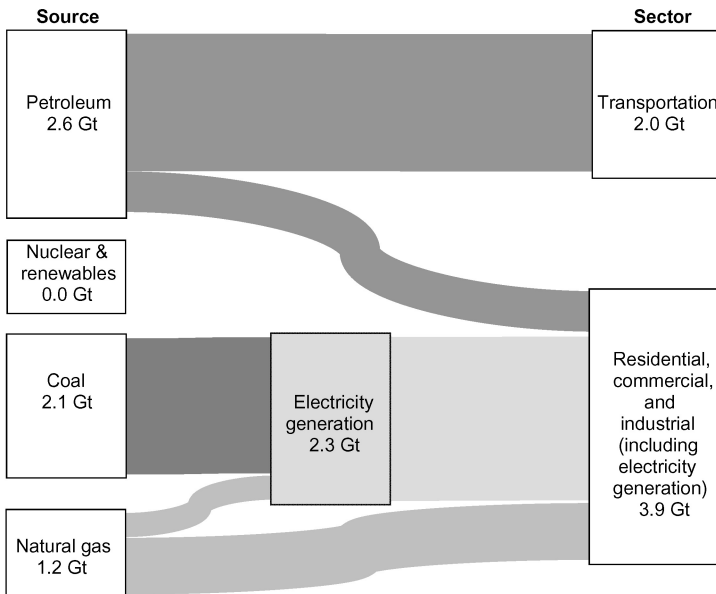 Source
Sector
Petroleum
2.6 Gt
Transportation
2.0 Gt
Nuclear &
renewables
0.0 Gt
Coal
2.1 Gt
Electricity
generation
2.3 Gt
Residential,
commercial,
and
industrial
(including
electricity
generation)
3.9 Gt
Natural gas
1.2 Gt